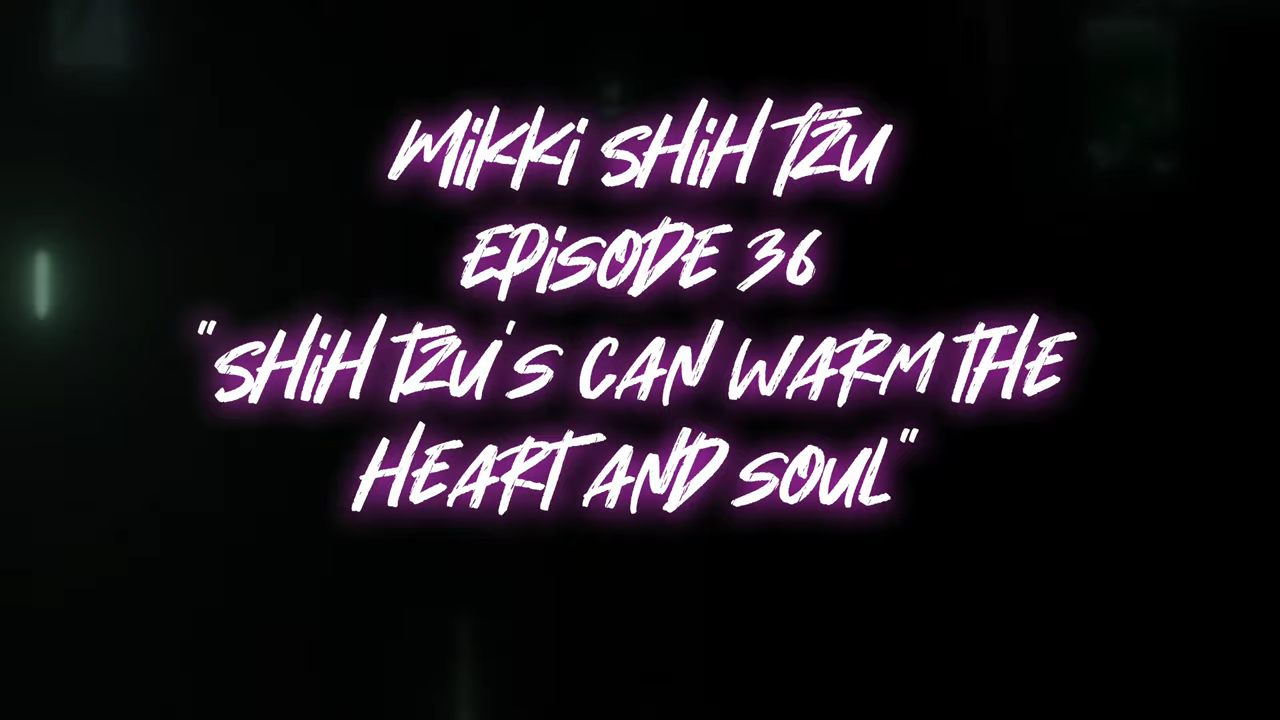 MiKKi SHiH TZU
EPiSODE 36
"SHiH TZU'S CAN WARM THE
HEART AND SOUL"